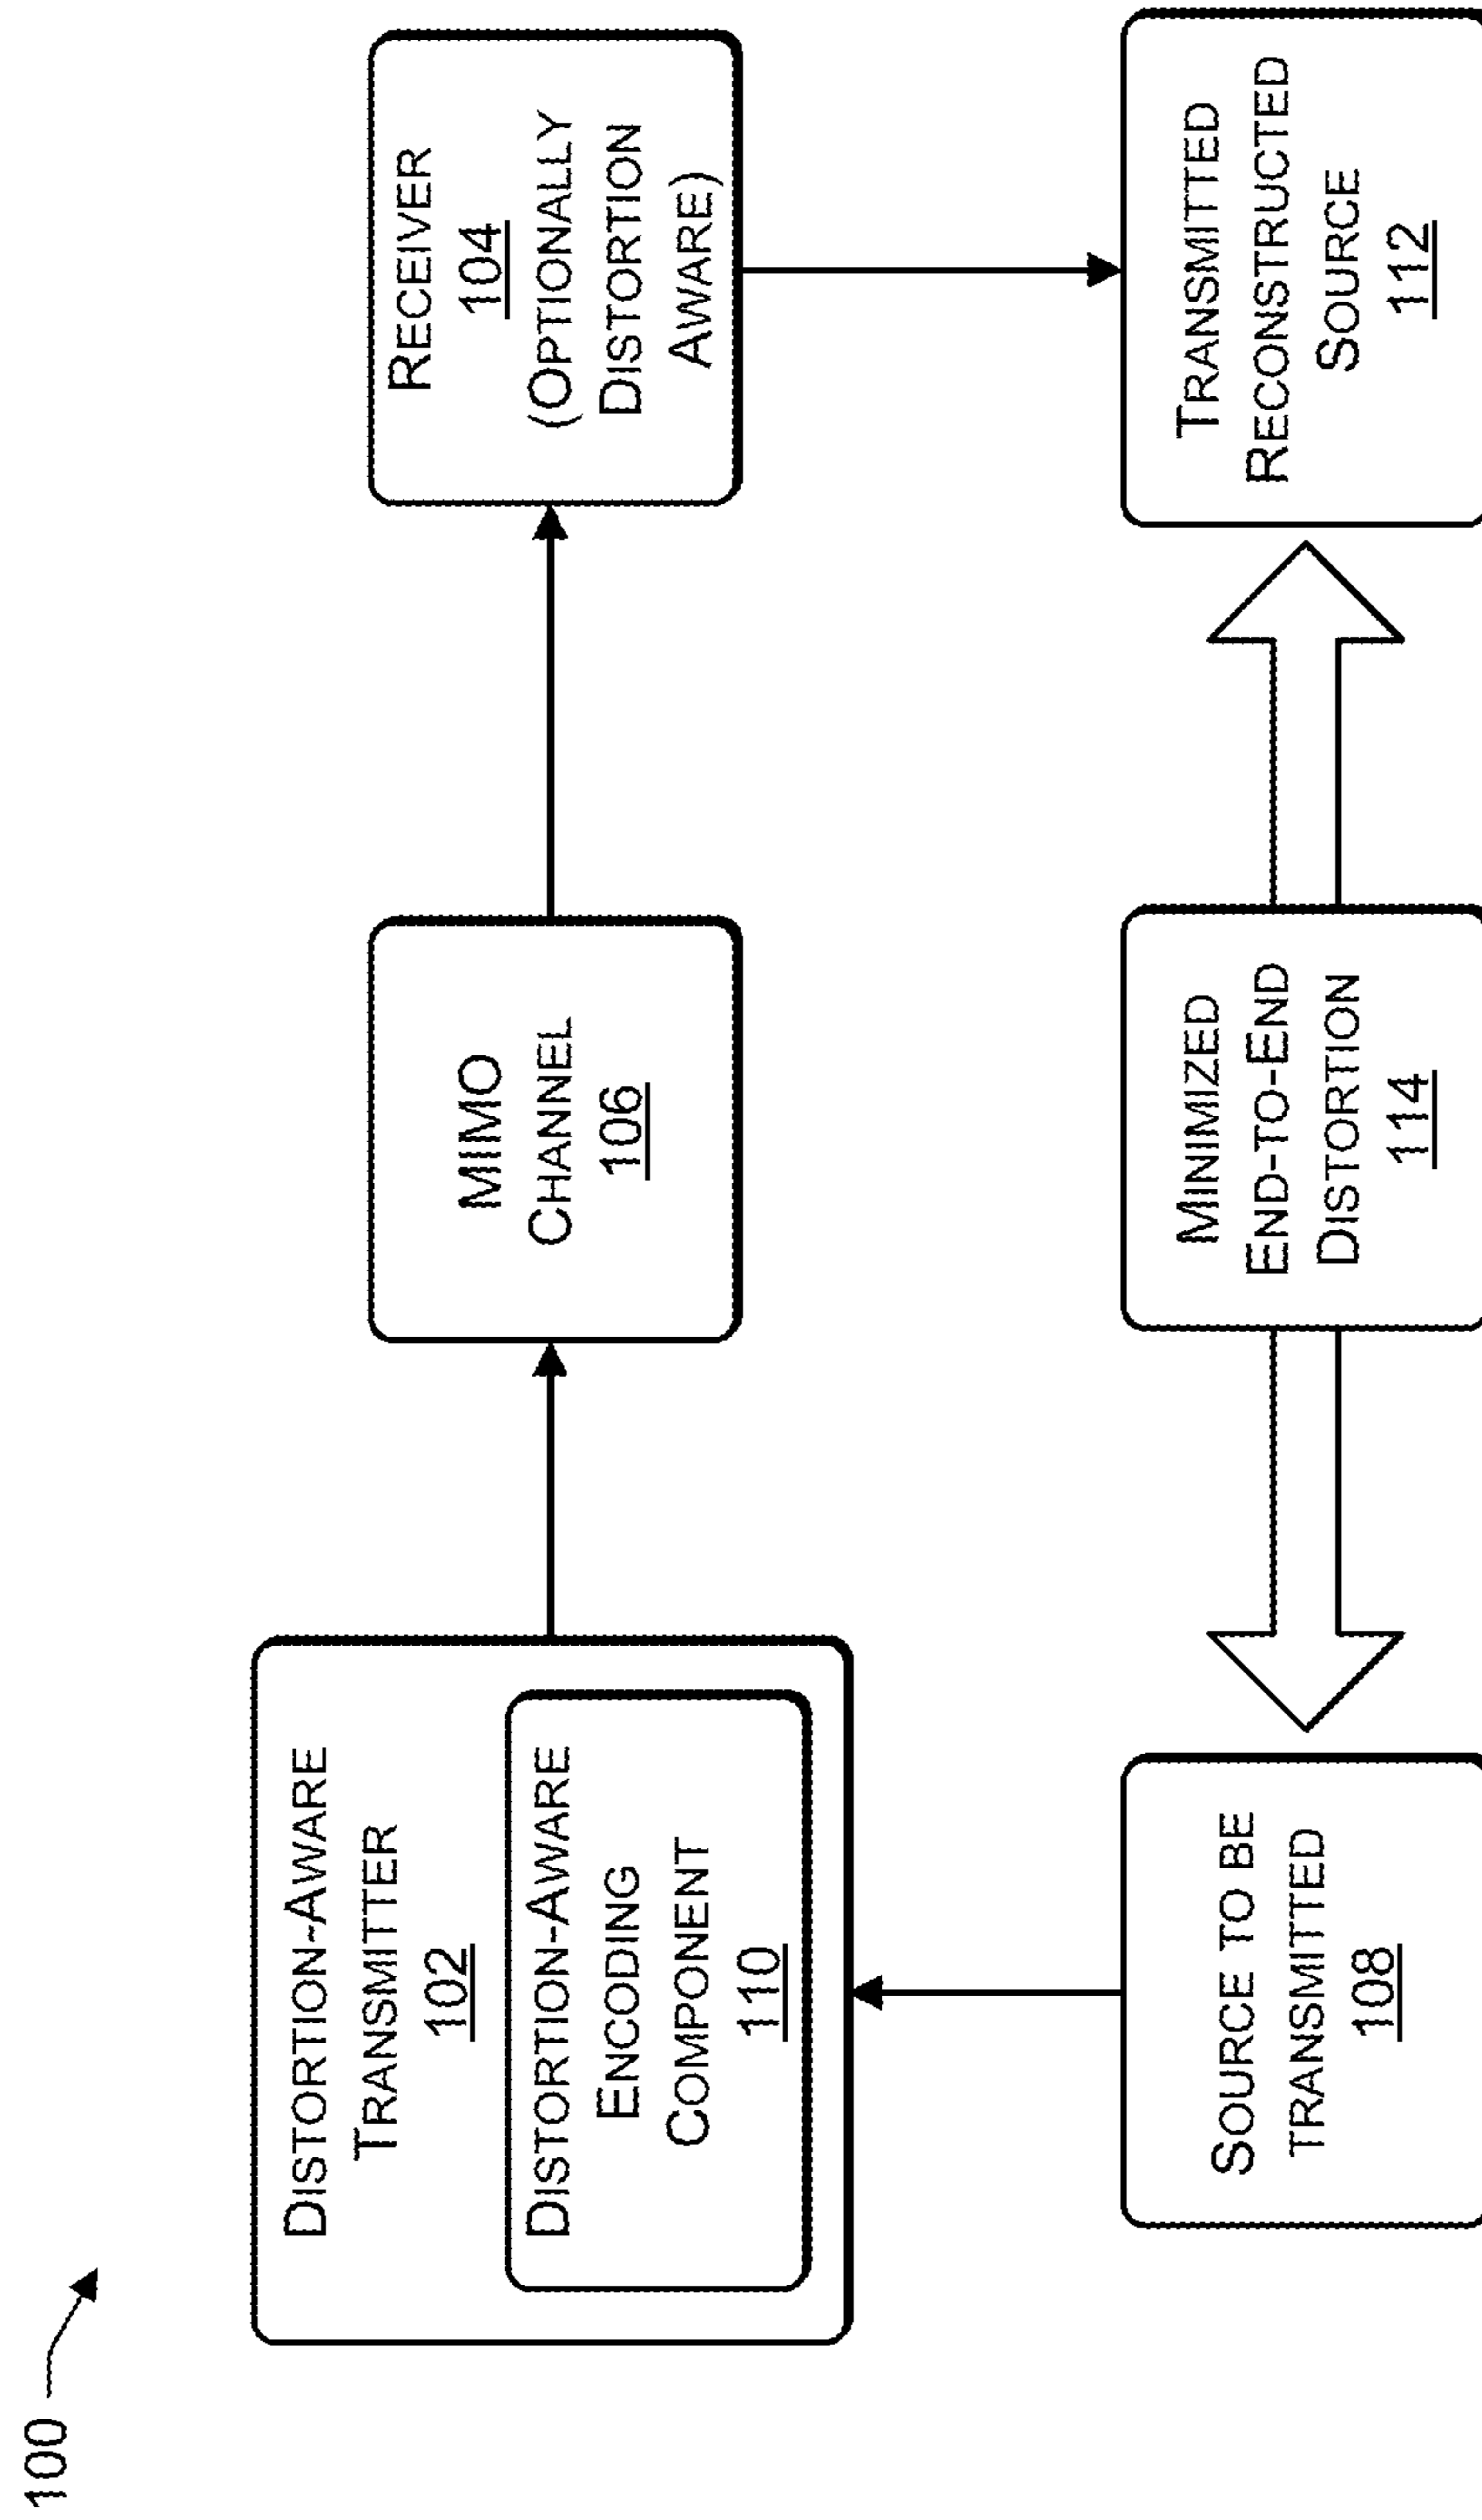 100
DISTORTION-AWARE
TRANSMITTER
102
DISTORTION-AWARE
ENCODING
COMPONENT
110
MIMO
CHANNEL
106
RECEIVER
104
(OPTIONALLY
DISTORTION
AWARE)
SOURCE TO BE
TRANSMITTED
108
MINIMIZED
END-TO-END
DISTORTION
114
TRANSMITTED
RECONSTRUCTED
SOURCE
112